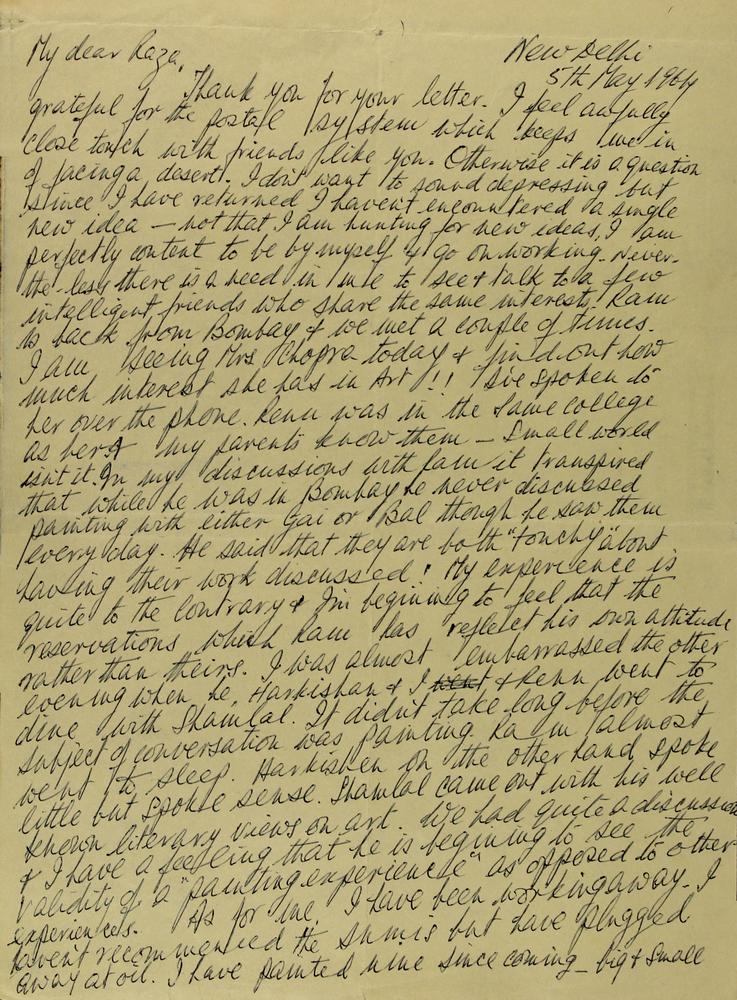 New Delhi
5TH May 1964
My dear Raza,
Thank you for your letter. I feel awfully
grateful for the postal system which keeps me in
close touch with friends like you. Otherwise it is a question
of facing a desert. I dont want to sound depressing but
since I have returned I havent encountered a single
new idea — not that I am hunting for new ideas, I am
perfectly content to be by myself & go on working. Never-
the-less there is a need in me to see & talk to a few
intelligent friends who share the same interests. Ram
is back from Bombay & we met a couple of times.
I am seeing Mrs Chopra today & find out how
much interest she has in Art!! I've spoken to
her over the phone. Renu was in the same college
as her & my parents know them — Small world
isn't it. In my discussions with Ram it transpired
that while he was in Bombay he never discussed
painting with either Gai or Bal though he saw them
every day. He said that they are both "touchy" about
having their work discussed! My experience is
quite to the contrary & I'm begining to feel that the
reservations which Ram has reflect his own attitude
rather than theirs. I was almost embarrassed the other
evening when he, Harkishan & I went & Renu went to
dine with Shamlal. It didn't take long before the
subject of conversation was painting. Ram almost
went to sleep. Harkishen on the other hand spoke
little but spoke sense. Shamlal came out with his well
known literary views on art. We had quite a discussion
& I have a feeling that he is begining to see the
validity of a "painting experience" as opposed to other
experiences. As for me, I have been working away. I
havent recommenced the but have plugged
away at oil. I have painted nine since coming — big & small